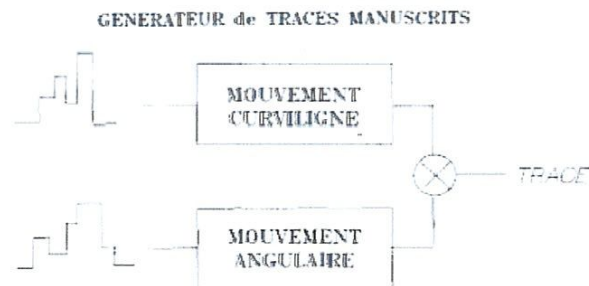 GENERATEUR de TRACES MANUSCRITS
MOUVEMENT
CURVILIGNE
TRACE
MOUVEMENT
ANGULAIRE